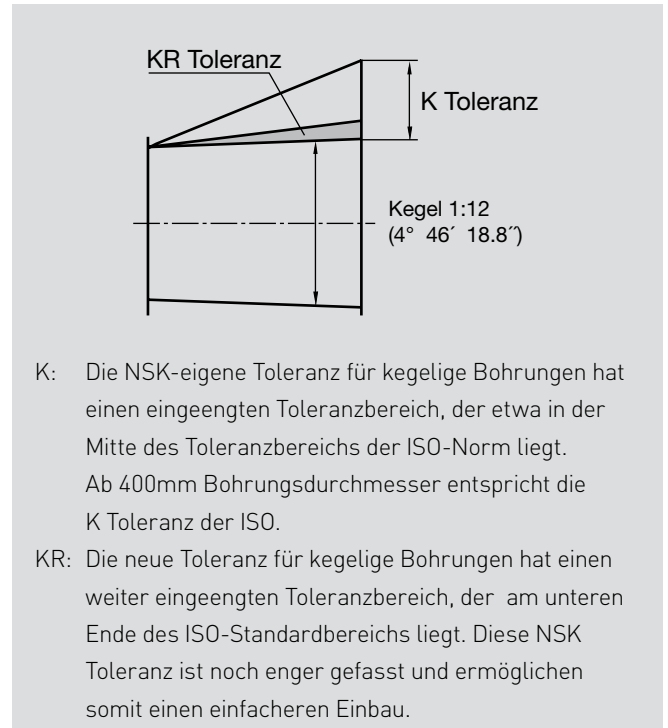 KR Toleranz
K Toleranz
Kegel 1:12
(4° 46´ 18.8˝)
K: Die NSK-eigene Toleranz für kegelige Bohrungen hat
einen eingeengten Toleranzbereich, der etwa in der
Mitte des Toleranzbereichs der ISO-Norm liegt.
Ab 400mm Bohrungsdurchmesser entspricht die
K Toleranz der ISO.
KR: Die neue Toleranz für kegelige Bohrungen hat einen
weiter eingeengten Toleranzbereich, der am unteren
Ende des ISO-Standardbereichs liegt. Diese NSK
Toleranz ist noch enger gefasst und ermöglichen
somit einen einfacheren Einbau.